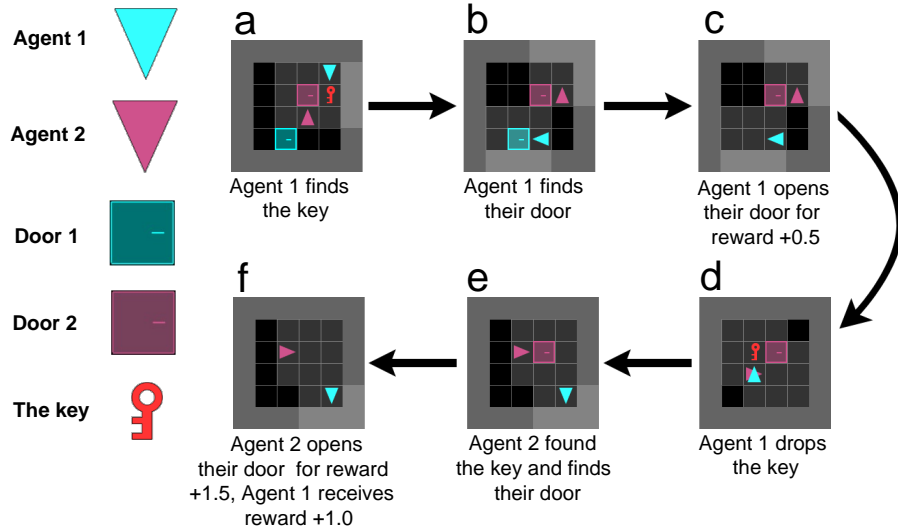 Agent 1
Agent 2
Door 1
Door 2
The key
a
Agent 1 finds
the key
b
Agent 1 finds
their door
c
Agent 1 opens
their door for
reward +0.5
d
Agent 1 drops
the key
e
Agent 2 found
the key and finds
their door
f
Agent 2 opens
their door for reward
+1.5, Agent 1 receives
reward +1.0